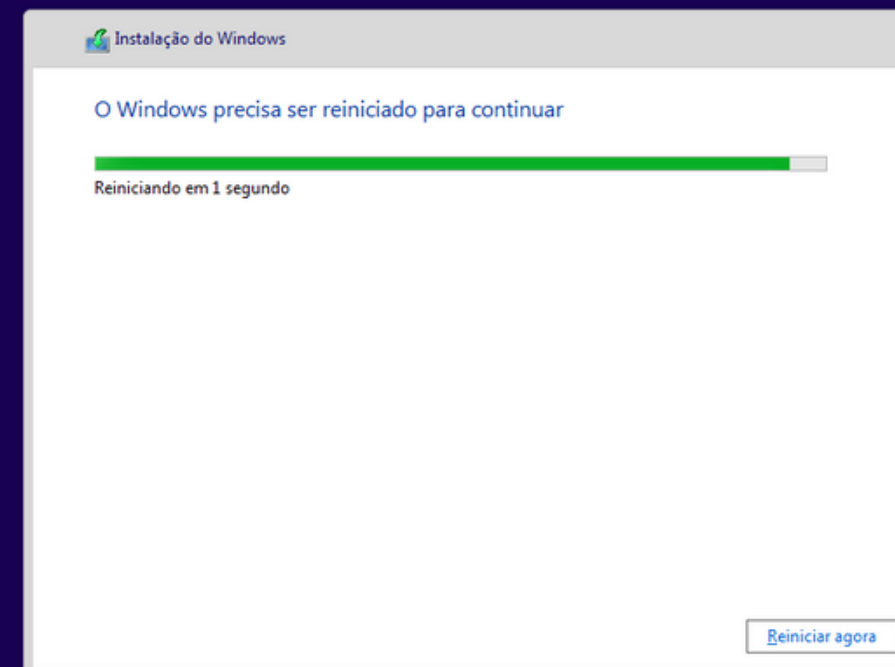 Instalação do Windows
O Windows precisa ser reiniciado para continuar
Reiniciando em 1 segundo
Reiniciar agora